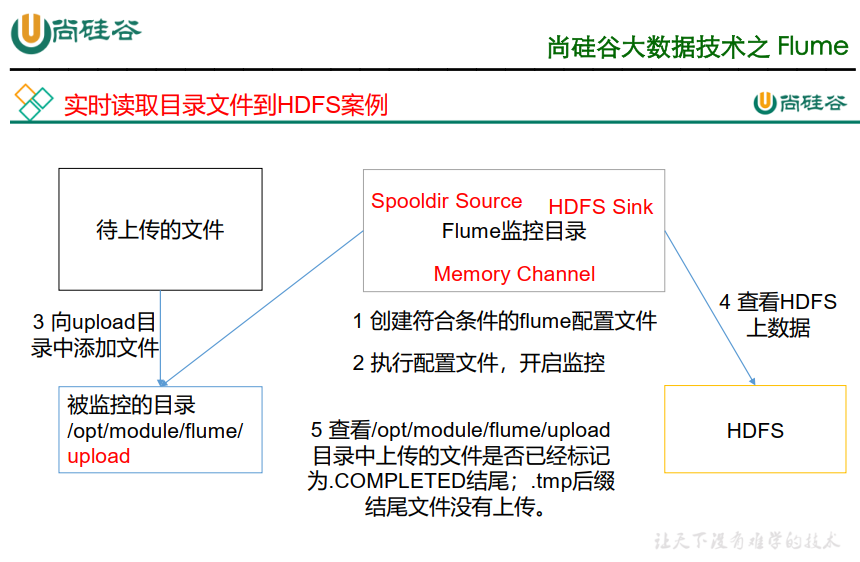 尚硅谷
尚硅谷大数据技术之 Flume
实时读取目录文件到HDFS案例
尚硅谷
待上传的文件
Spooldir Source
HDFS Sink
Flume监控目录
Memory Channel
3 向upload目
录中添加文件
1 创建符合条件的flume配置文件
2 执行配置文件，开启监控
4 查看HDFS
上数据
被监控的目录
/opt/module/flume/
upload
5 查看/opt/module/flume/upload
目录中上传的文件是否已经标记
为.COMPLETED结尾；.tmp后缀
结尾文件没有上传。
HDFS
让天下没有难学的技术